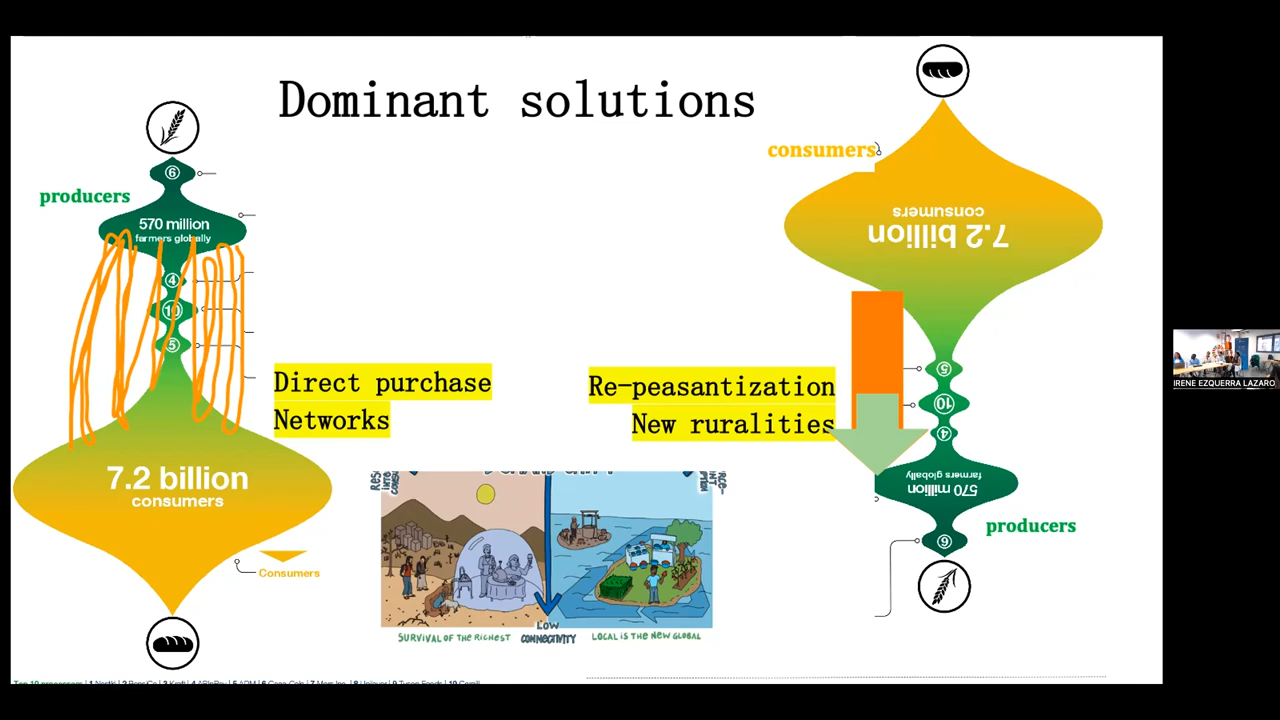 Dominant solutions
producers
6
570 million
farmers globally
4
10
5
7.2 billion
consumers
Consumers
Direct purchase
Networks
Re-peasantization
New ruralities
consumers
7.2 billion
consumers
5
10
4
570 million
farmers globally
6
producers
LOW
CONNECTIVITY
SURVIVAL OF THE RICHEST
LOCAL IS THE NEW GLOBAL
IRENE EZQUERRA LAZARO